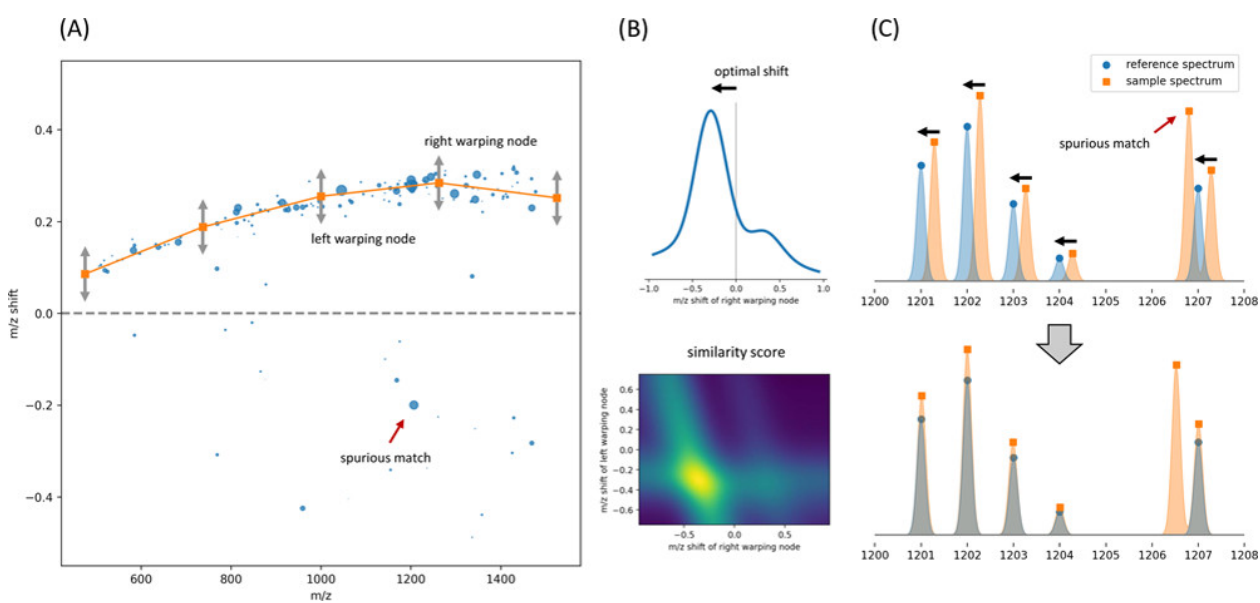 (A)
m/z shift
0.4
0.2
0.0
−0.2
−0.4
right warping node
left warping node
spurious match
600
800
1000
1200
1400
m/z
(B)
optimal shift
−1.0 −0.5 0.0 0.5 1.0
m/z shift of right warping node
similarity score
m/z shift of left warping node
0.6
0.4
0.2
0.0
−0.2
−0.4
−0.6
−0.5 0.0 0.5
m/z shift of right warping node
(C)
reference spectrum
sample spectrum
spurious match
1200 1201 1202 1203 1204 1205 1206 1207 1208
1200 1201 1202 1203 1204 1205 1206 1207 1208